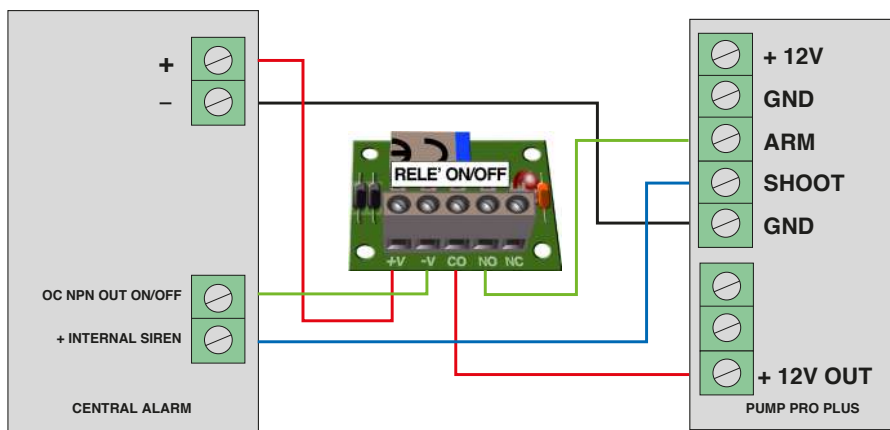 +
–
OC NPN OUT ON/OFF
+ INTERNAL SIREN
CENTRAL ALARM
RELE' ON/OFF
+V -V CO NO NC
+ 12V
GND
ARM
SHOOT
GND
+ 12V OUT
PUMP PRO PLUS